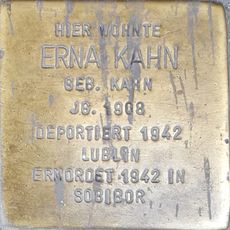 HIER WOHNTE
ERNA KAHN
GEB. KAHN
JG. 1908
DEPORTIERT 1942
LUBLIN
ERMORDET 1942 IN
SOBIBOR